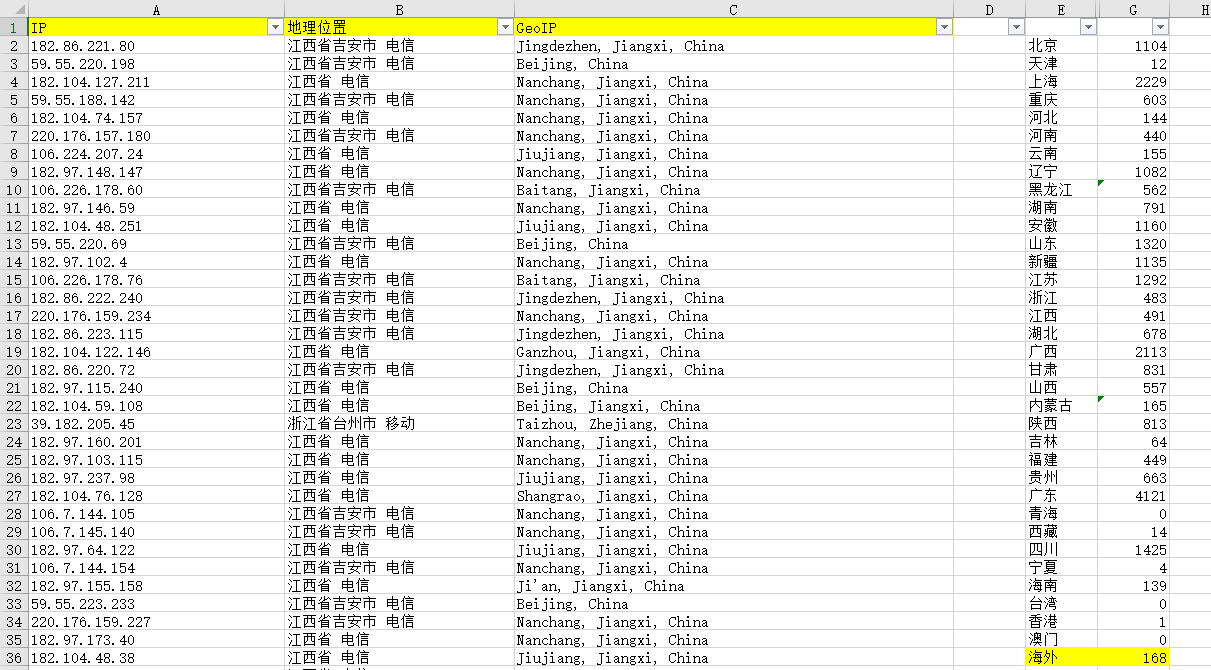 A B C D E G H
1 IP 地理位置 GeoIP
2 182.86.221.80 江西省吉安市 电信 Jingdezhen, Jiangxi, China 北京 1104
3 59.55.220.198 江西省吉安市 电信 Beijing, China 天津 12
4 182.104.127.211 江西省 电信 Nanchang, Jiangxi, China 上海 2229
5 59.55.188.142 江西省吉安市 电信 Nanchang, Jiangxi, China 重庆 603
6 182.104.74.157 江西省 电信 Nanchang, Jiangxi, China 河北 144
7 220.176.157.180 江西省吉安市 电信 Nanchang, Jiangxi, China 河南 440
8 106.224.207.24 江西省 电信 Jiujiang, Jiangxi, China 云南 155
9 182.97.148.147 江西省 电信 Nanchang, Jiangxi, China 辽宁 1082
10 106.226.178.60 江西省吉安市 电信 Baitang, Jiangxi, China 黑龙江 562
11 182.97.146.59 江西省 电信 Nanchang, Jiangxi, China 湖南 791
12 182.104.48.251 江西省 电信 Jiujiang, Jiangxi, China 安徽 1160
13 59.55.220.69 江西省吉安市 电信 Beijing, China 山东 1320
14 182.97.102.4 江西省 电信 Nanchang, Jiangxi, China 新疆 1135
15 106.226.178.76 江西省吉安市 电信 Baitang, Jiangxi, China 江苏 1292
16 182.86.222.240 江西省吉安市 电信 Jingdezhen, Jiangxi, China 浙江 483
17 220.176.159.234 江西省吉安市 电信 Nanchang, Jiangxi, China 江西 491
18 182.86.223.115 江西省吉安市 电信 Jingdezhen, Jiangxi, China 湖北 678
19 182.104.122.146 江西省 电信 Ganzhou, Jiangxi, China 广西 2113
20 182.86.220.72 江西省吉安市 电信 Jingdezhen, Jiangxi, China 甘肃 831
21 182.97.115.240 江西省 电信 Beijing, China 山西 557
22 182.104.59.108 江西省 电信 Beijing, Jiangxi, China 内蒙古 165
23 39.182.205.45 浙江省台州市 移动 Taizhou, Zhejiang, China 陕西 813
24 182.97.160.201 江西省 电信 Nanchang, Jiangxi, China 吉林 64
25 182.97.103.115 江西省 电信 Nanchang, Jiangxi, China 福建 449
26 182.97.237.98 江西省 电信 Jiujiang, Jiangxi, China 贵州 663
27 182.104.76.128 江西省 电信 Shangrao, Jiangxi, China 广东 4121
28 106.7.144.105 江西省吉安市 电信 Nanchang, Jiangxi, China 青海 0
29 106.7.145.140 江西省吉安市 电信 Nanchang, Jiangxi, China 西藏 14
30 182.97.64.122 江西省 电信 Jiujiang, Jiangxi, China 四川 1425
31 106.7.144.154 江西省吉安市 电信 Nanchang, Jiangxi, China 宁夏 4
32 182.97.155.158 江西省 电信 Ji'an, Jiangxi, China 海南 139
33 59.55.223.233 江西省吉安市 电信 Beijing, China 台湾 0
34 220.176.159.227 江西省吉安市 电信 Nanchang, Jiangxi, China 香港 1
35 182.97.173.40 江西省 电信 Nanchang, Jiangxi, China 澳门 0
36 182.104.48.38 江西省 电信 Jiujiang, Jiangxi, China 海外 168